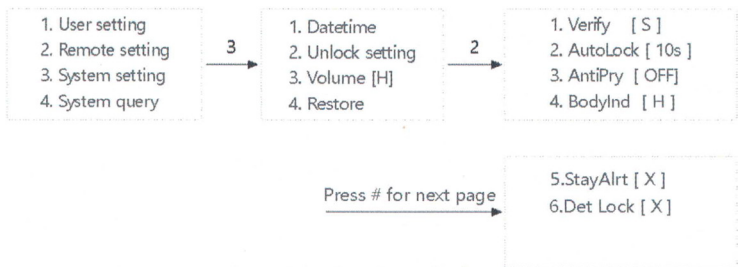 1. User setting
2. Remote setting
3. System setting
4. System query
3
1. Datetime
2. Unlock setting
3. Volume [H]
4. Restore
2
1. Verify [ S ]
2. AutoLock [ 10s ]
3. AntiPry [ OFF]
4. BodyInd [ H ]
Press # for next page
5.StayAlrt [ X ]
6.Det Lock [ X ]